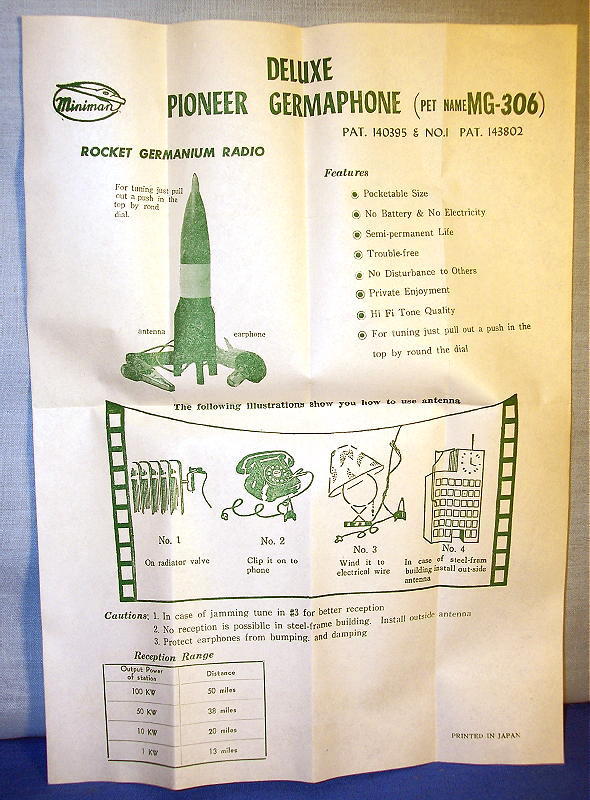 Miniman
DELUXE
PIONEER GERMAPHONE (PET NAME MG-306)
PAT. 140395 & NO.1 PAT. 143802
ROCKET GERMANIUM RADIO
For tuning just pull
out a push in the
top by rond
dial.
antenna
earphone
Features
Pocketable Size
No Battery & No Electricity
Semi-permanent Life
Trouble-free
No Disturbance to Others
Private Enjoyment
Hi Fi Tone Quality
For tuning just pull out a push in the
top by round the dial
The following illustrations show you how to use antenna
No. 1
On radiator valve
No. 2
Clip it on to
phone
No. 3
Wind it to
electrical wire
No. 4
In case of steel-fram
building install out-side
antenna
Cautions: 1. In case of jamming tune in #3 for better reception
2. No reception is possibile in steel-frame building. Install outside antenna
3. Protect earphones from bumping, and damping
Reception Range
Output Power
of station
Distance
100 KW 50 miles
50 KW 38 miles
10 KW 20 miles
1 KW 13 miles
PRINTED IN JAPAN